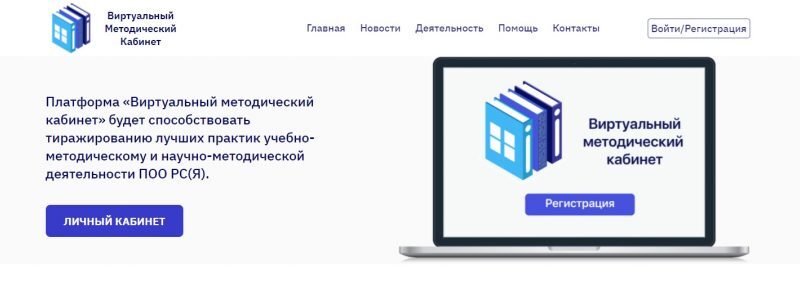 Виртуальный
Методический
Кабинет
Главная Новости Деятельность Помощь Контакты Войти/Регистрация
Платформа «Виртуальный методический
кабинет» будет способствовать
тиражированию лучших практик учебно-
методическому и научно-методической
деятельности ПОО РС(Я).
ЛИЧНЫЙ КАБИНЕТ
Виртуальный
методический
кабинет
Регистрация